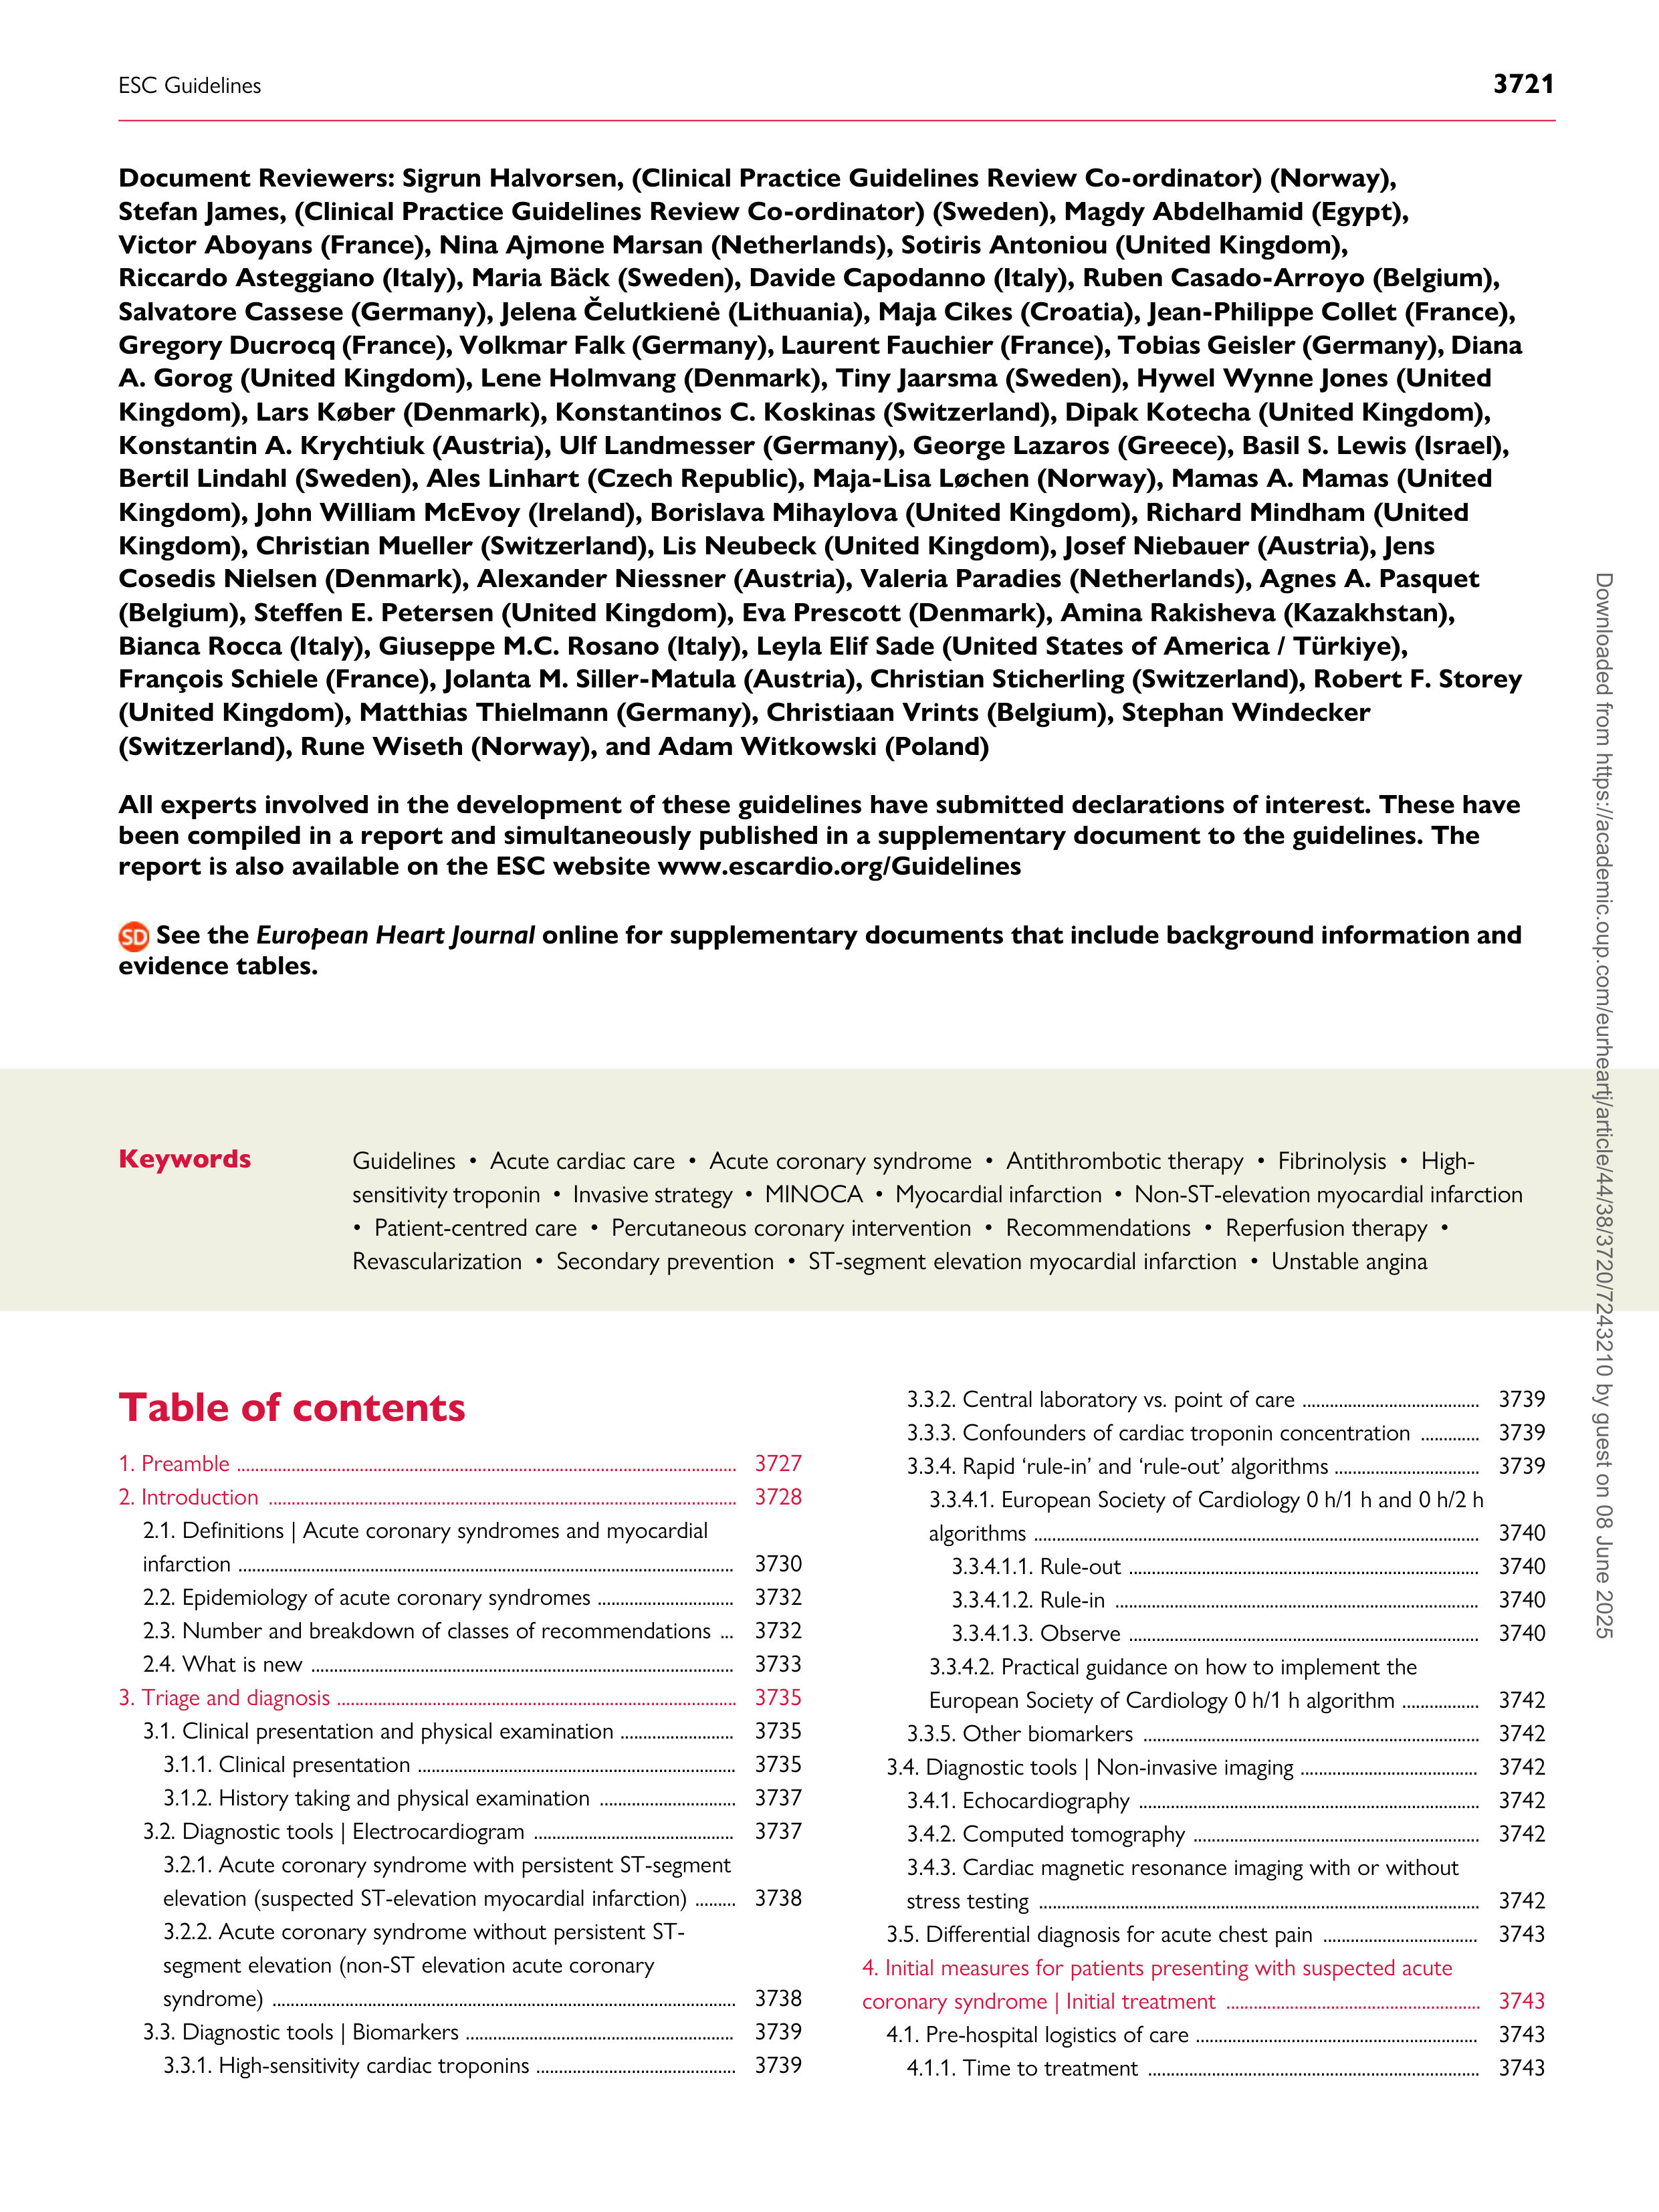 ESC Guidelines
3721
Document Reviewers: Sigrun Halvorsen, (Clinical Practice Guidelines Review Co-ordinator) (Norway),
Stefan James, (Clinical Practice Guidelines Review Co-ordinator) (Sweden), Magdy Abdelhamid (Egypt),
Victor Aboyans (France), Nina Ajmone Marsan (Netherlands), Sotiris Antoniou (United Kingdom),
Riccardo Asteggiano (Italy), Maria Bäck (Sweden), Davide Capodanno (Italy), Ruben Casado-Arroyo (Belgium),
Salvatore Cassese (Germany), Jelena Čelutkienė (Lithuania), Maja Cikes (Croatia), Jean-Philippe Collet (France),
Gregory Ducrocq (France), Volkmar Falk (Germany), Laurent Fauchier (France), Tobias Geisler (Germany), Diana
A. Gorog (United Kingdom), Lene Holmvang (Denmark), Tiny Jaarsma (Sweden), Hywel Wynne Jones (United
Kingdom), Lars Køber (Denmark), Konstantinos C. Koskinas (Switzerland), Dipak Kotecha (United Kingdom),
Konstantin A. Krychtiuk (Austria), Ulf Landmesser (Germany), George Lazaros (Greece), Basil S. Lewis (Israel),
Bertil Lindahl (Sweden), Ales Linhart (Czech Republic), Maja-Lisa Løchen (Norway), Mamas A. Mamas (United
Kingdom), John William McEvoy (Ireland), Borislava Mihaylova (United Kingdom), Richard Mindham (United
Kingdom), Christian Mueller (Switzerland), Lis Neubeck (United Kingdom), Josef Niebauer (Austria), Jens
Cosedis Nielsen (Denmark), Alexander Niessner (Austria), Valeria Paradies (Netherlands), Agnes A. Pasquet
(Belgium), Steffen E. Petersen (United Kingdom), Eva Prescott (Denmark), Amina Rakisheva (Kazakhstan),
Bianca Rocca (Italy), Giuseppe M.C. Rosano (Italy), Leyla Elif Sade (United States of America / Türkiye),
François Schiele (France), Jolanta M. Siller-Matula (Austria), Christian Sticherling (Switzerland), Robert F. Storey
(United Kingdom), Matthias Thielmann (Germany), Christiaan Vrints (Belgium), Stephan Windecker
(Switzerland), Rune Wiseth (Norway), and Adam Witkowski (Poland)
All experts involved in the development of these guidelines have submitted declarations of interest. These have
been compiled in a report and simultaneously published in a supplementary document to the guidelines. The
report is also available on the ESC website www.escardio.org/Guidelines
SD See the European Heart Journal online for supplementary documents that include background information and
evidence tables.
Keywords
Guidelines • Acute cardiac care • Acute coronary syndrome • Antithrombotic therapy • Fibrinolysis • High-
sensitivity troponin • Invasive strategy • MINOCA • Myocardial infarction • Non-ST-elevation myocardial infarction
• Patient-centred care • Percutaneous coronary intervention • Recommendations • Reperfusion therapy •
Revascularization • Secondary prevention • ST-segment elevation myocardial infarction • Unstable angina
Table of contents
1. Preamble ........ 3727
2. Introduction ........ 3728
2.1. Definitions | Acute coronary syndromes and myocardial
infarction ........ 3730
2.2. Epidemiology of acute coronary syndromes ........ 3732
2.3. Number and breakdown of classes of recommendations ... 3732
2.4. What is new ........ 3733
3. Triage and diagnosis ........ 3735
3.1. Clinical presentation and physical examination ........ 3735
3.1.1. Clinical presentation ........ 3735
3.1.2. History taking and physical examination ........ 3737
3.2. Diagnostic tools | Electrocardiogram ........ 3737
3.2.1. Acute coronary syndrome with persistent ST-segment
elevation (suspected ST-elevation myocardial infarction) ........ 3738
3.2.2. Acute coronary syndrome without persistent ST-
segment elevation (non-ST elevation acute coronary
syndrome) ........ 3738
3.3. Diagnostic tools | Biomarkers ........ 3739
3.3.1. High-sensitivity cardiac troponins ........ 3739
3.3.2. Central laboratory vs. point of care ........ 3739
3.3.3. Confounders of cardiac troponin concentration ........ 3739
3.3.4. Rapid ‘rule-in’ and ‘rule-out’ algorithms ........ 3739
3.3.4.1. European Society of Cardiology 0 h/1 h and 0 h/2 h
algorithms ........ 3740
3.3.4.1.1. Rule-out ........ 3740
3.3.4.1.2. Rule-in ........ 3740
3.3.4.1.3. Observe ........ 3740
3.3.4.2. Practical guidance on how to implement the
European Society of Cardiology 0 h/1 h algorithm ........ 3742
3.3.5. Other biomarkers ........ 3742
3.4. Diagnostic tools | Non-invasive imaging ........ 3742
3.4.1. Echocardiography ........ 3742
3.4.2. Computed tomography ........ 3742
3.4.3. Cardiac magnetic resonance imaging with or without
stress testing ........ 3742
3.5. Differential diagnosis for acute chest pain ........ 3743
4. Initial measures for patients presenting with suspected acute
coronary syndrome | Initial treatment ........ 3743
4.1. Pre-hospital logistics of care ........ 3743
4.1.1. Time to treatment ........ 3743
Downloaded from https://academic.oup.com/eurheartj/article/44/38/3720/7243210 by guest on 08 June 2025